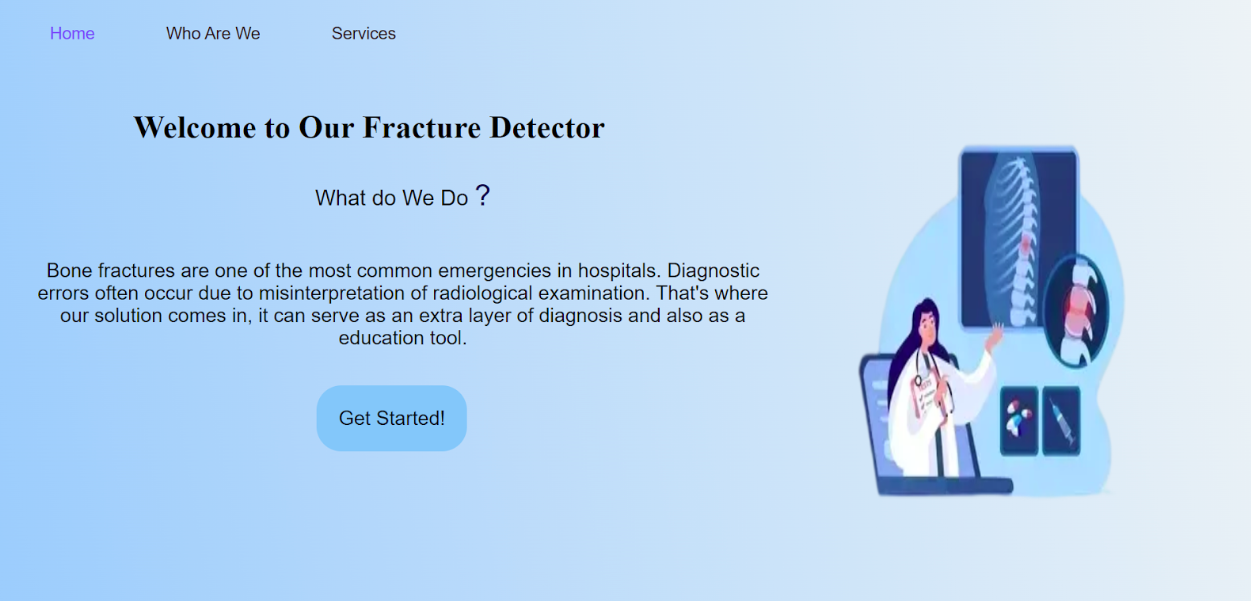 Home Who Are We Services
Welcome to Our Fracture Detector
What do We Do ?
Bone fractures are one of the most common emergencies in hospitals. Diagnostic
errors often occur due to misinterpretation of radiological examination. That's where
our solution comes in, it can serve as an extra layer of diagnosis and also as a
education tool.
Get Started!